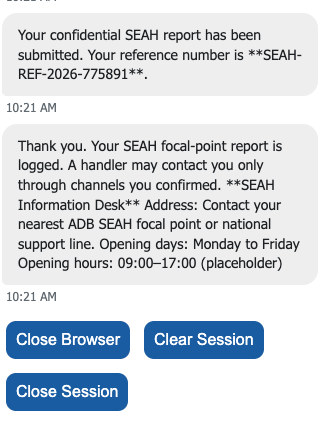 Your confidential SEAH report has been
submitted. Your reference number is **SEAH-
REF-2026-775891**.
10:21 AM
Thank you. Your SEAH focal-point report is
logged. A handler may contact you only
through channels you confirmed. **SEAH
Information Desk** Address: Contact your
nearest ADB SEAH focal point or national
support line. Opening days: Monday to Friday
Opening hours: 09:00–17:00 (placeholder)
10:21 AM
Close Browser
Clear Session
Close Session